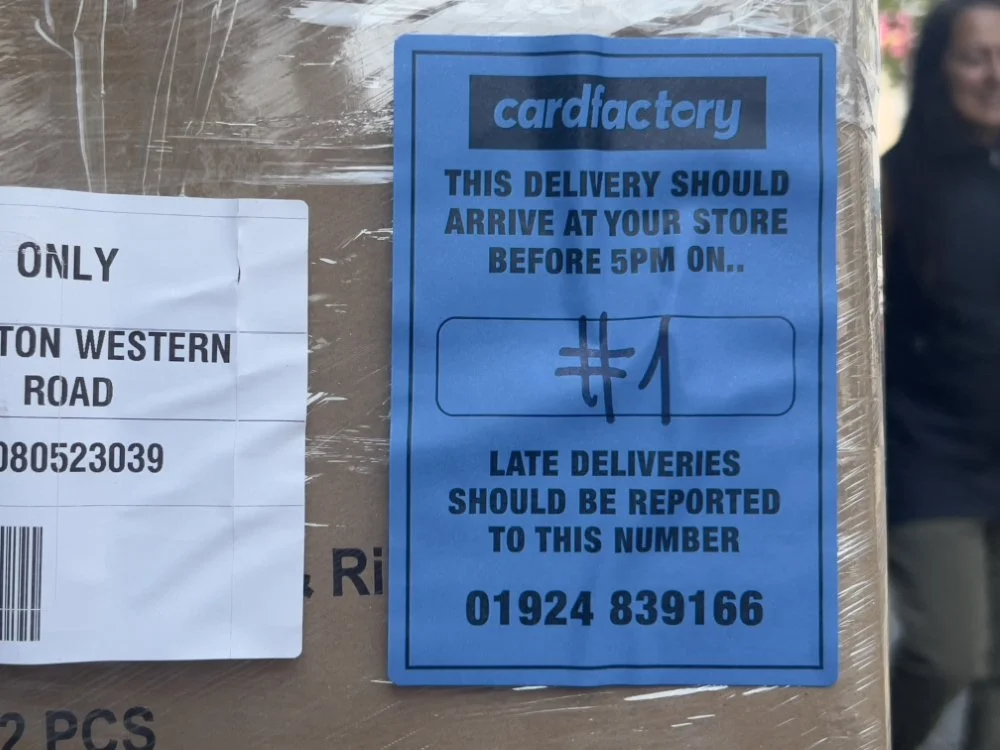 ONLY
TON WESTERN
ROAD
080523039
cardfactory
THIS DELIVERY SHOULD
ARRIVE AT YOUR STORE
BEFORE 5PM ON..
#1
LATE DELIVERIES
SHOULD BE REPORTED
TO THIS NUMBER
01924 839166
& Ri
2 PCS